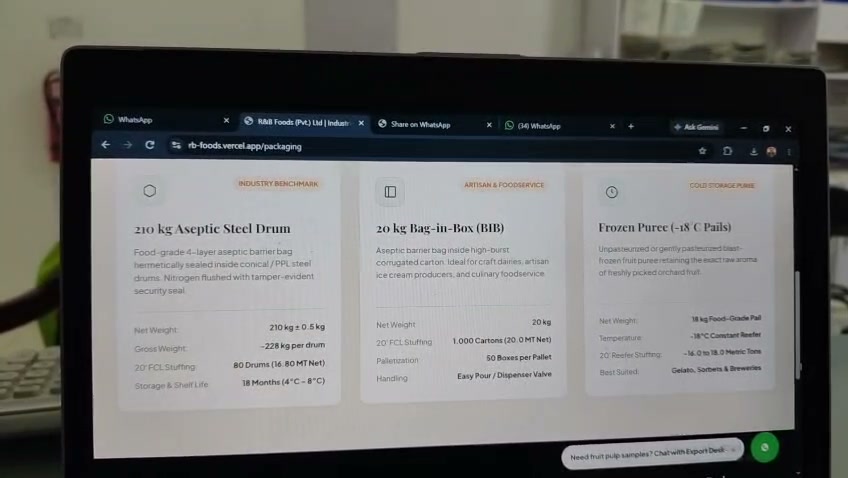 WhatsApp
R&B Foods (Pvt.) Ltd | Industr
Share on WhatsApp
(34) WhatsApp
Ask Gemini
rb-foods.vercel.app/packaging
INDUSTRY BENCHMARK
210 kg Aseptic Steel Drum
Food-grade 4-layer aseptic barrier bag
hermetically sealed inside conical / PPL steel
drums. Nitrogen flushed with tamper-evident
security seal.
Net Weight: 210 kg ± 0.5 kg
Gross Weight: ~228 kg per drum
20' FCL Stuffing: 80 Drums (16.80 MT Net)
Storage & Shelf Life: 18 Months (4°C - 8°C)
ARTISAN & FOODSERVICE
20 kg Bag-in-Box (BIB)
Aseptic barrier bag inside high-burst
corrugated carton. Ideal for craft dairies, artisan
ice cream producers, and culinary foodservice.
Net Weight: 20 kg
20' FCL Stuffing: 1,000 Cartons (20.0 MT Net)
Palletization: 50 Boxes per Pallet
Handling: Easy Pour / Dispenser Valve
COLD STORAGE PUREE
Frozen Puree (-18°C Pails)
Unpasteurized or gently pasteurized blast-
frozen fruit puree retaining the exact raw aroma
of freshly picked orchard fruit.
Net Weight: 18 kg Food-Grade Pail
Temperature: -18°C Constant Reefer
20' Reefer Stuffing: ~16.0 to 18.0 Metric Tons
Best Suited: Gelato, Sorbets & Breweries
Need fruit pulp samples? Chat with Export Desk